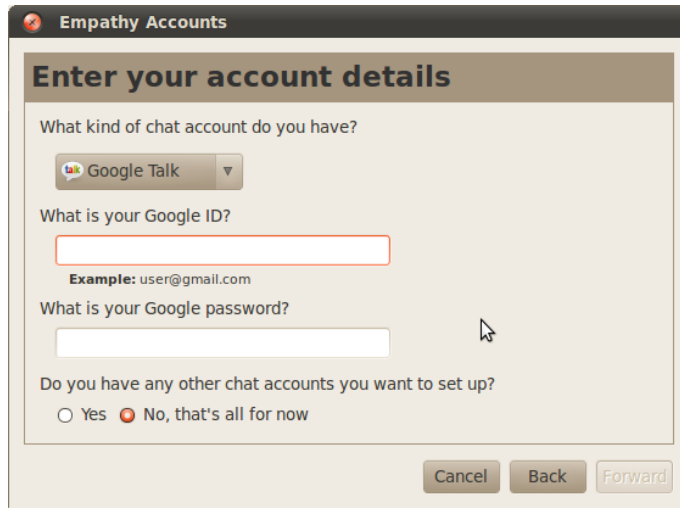 Empathy Accounts
Enter your account details
What kind of chat account do you have?
talk Google Talk
What is your Google ID?
Example: user@gmail.com
What is your Google password?
Do you have any other chat accounts you want to set up?
Yes No, that's all for now
Cancel Back Forward